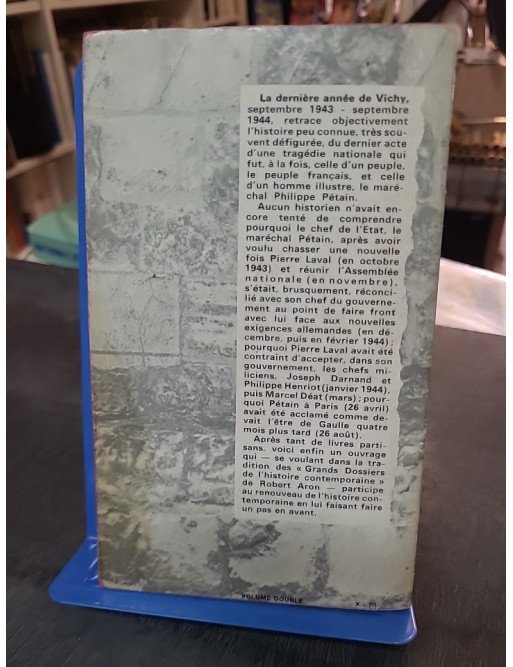 La dernière année de Vichy,
septembre 1943 - septembre
1944, retrace objectivement
l'histoire peu connue, très sou-
vent défigurée, du dernier acte
d'une tragédie nationale qui
fut, à la fois, celle d'un peuple,
le peuple français, et celle
d'un homme illustre, le maré-
chal Philippe Pétain.
Aucun historien n'avait en-
core tenté de comprendre
pourquoi le chef de l'Etat, le
maréchal Pétain, après avoir
voulu chasser une nouvelle
fois Pierre Laval (en octobre
1943) et réunir l'Assemblée
nationale (en novembre),
s'était, brusquement, réconci-
lié avec son chef du gouverne-
ment au point de faire front
avec lui face aux nouvelles
exigences allemandes (en dé-
cembre, puis en février 1944) ;
pourquoi Pierre Laval avait été
contraint d'accepter, dans son
gouvernement, les chefs mi-
liciens, Joseph Darnand et
Philippe Henriot (janvier 1944),
puis Marcel Déat (mars) ; pour-
quoi Pétain à Paris (26 avril)
avait été acclamé comme de-
vait l'être de Gaulle quatre
mois plus tard (26 août).
Après tant de livres parti-
sans, voici enfin un ouvrage
qui — se voulant dans la tra-
dition des « Grands Dossiers
de l'histoire contemporaine »
de Robert Aron — participe
au renouveau de l'histoire con-
temporaine en lui faisant faire
un pas en avant.
VOLUME DOUBLE
X - 70